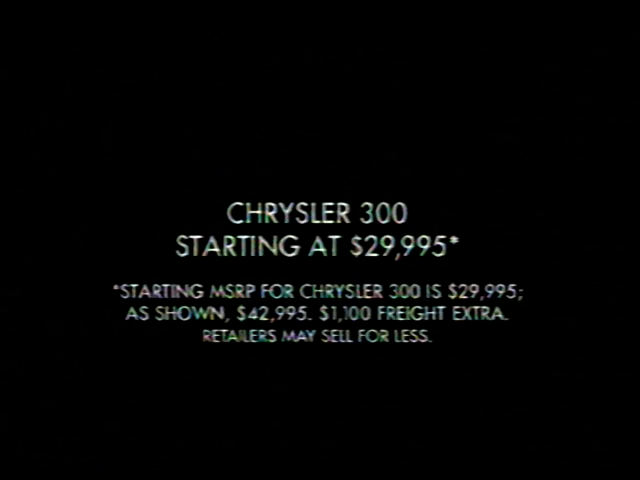 CHRYSLER 300
STARTING AT $29,995*
*STARTING MSRP FOR CHRYSLER 300 IS $29,995;
AS SHOWN, $42,995. $1,100 FREIGHT EXTRA.
RETAILERS MAY SELL FOR LESS.